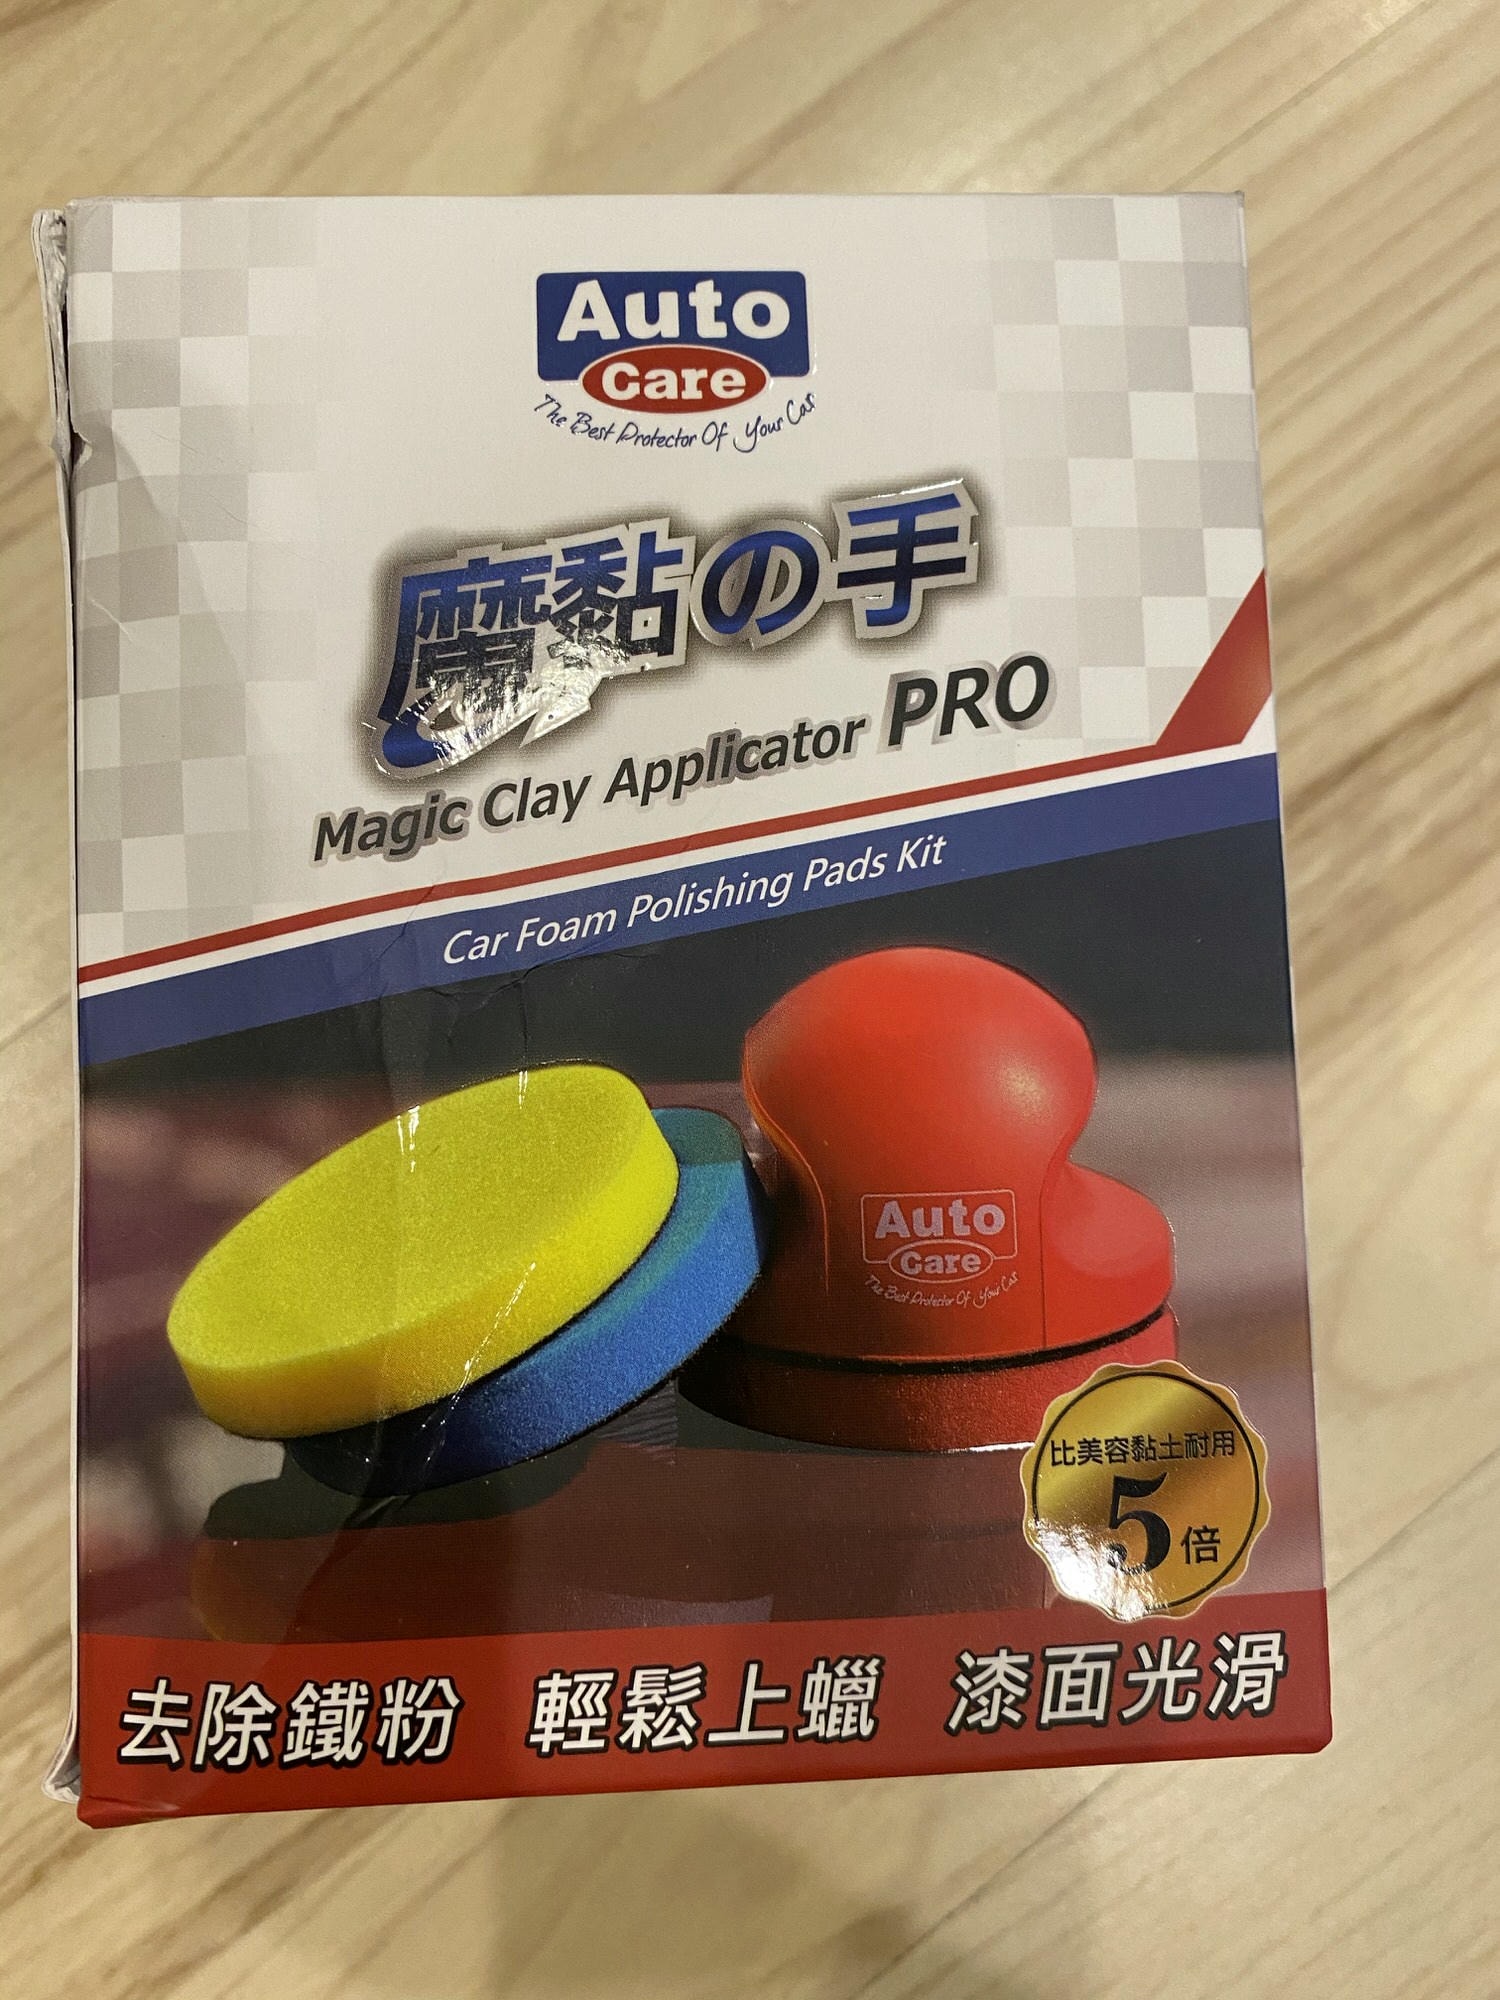 Auto
Care
The Best Protector Of Your Car
魔黏の手
Magic Clay Applicator PRO
Car Foam Polishing Pads Kit
Auto
Care
The Best Protector Of Your Car
比美容黏土耐用
5倍
去除鐵粉 輕鬆上蠟 漆面光滑